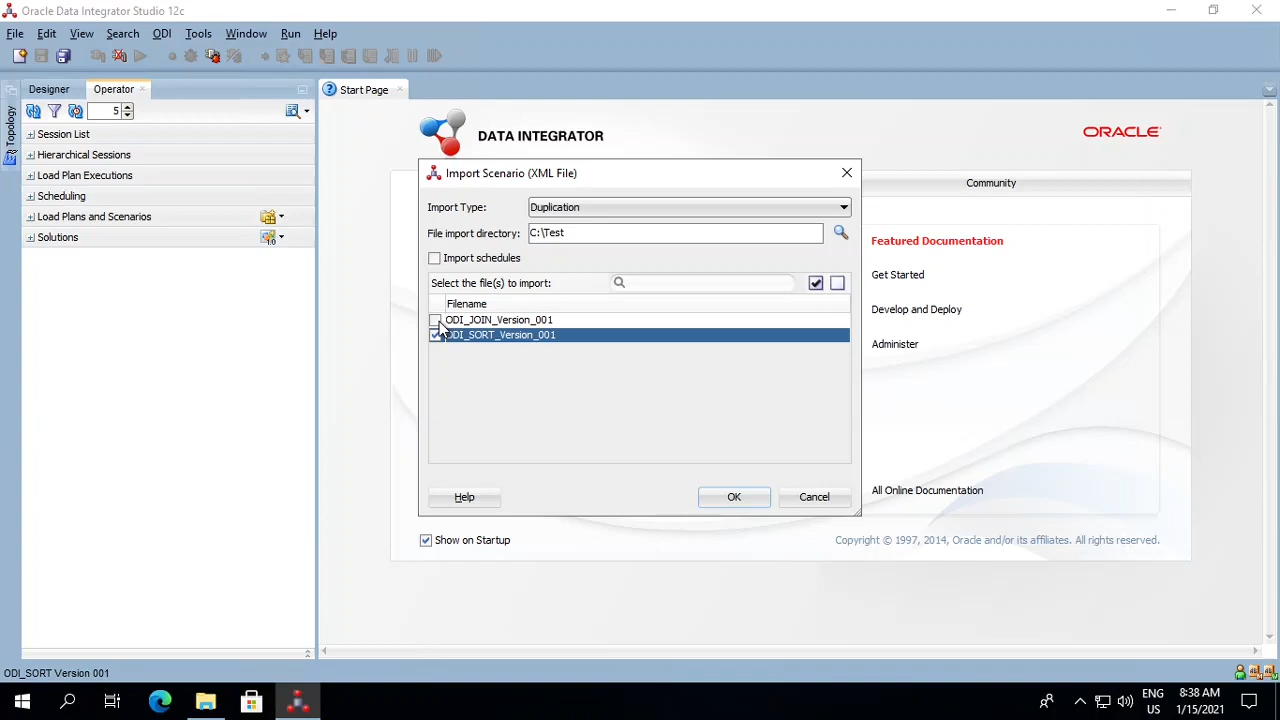 Oracle Data Integrator Studio 12c
File Edit View Search ODI Tools Window Run Help
Designer Operator
Start Page
Topology
5
Session List
Hierarchical Sessions
Load Plan Executions
Scheduling
Load Plans and Scenarios
Solutions
DATA INTEGRATOR
ORACLE
Community
Import Scenario (XML File)
Import Type: Duplication
File import directory: C:\Test
Import schedules
Select the file(s) to import:
Filename
ODI_JOIN_Version_001
ODI_SORT_Version_001
Help OK Cancel
Featured Documentation
Get Started
Develop and Deploy
Administer
All Online Documentation
Show on Startup
Copyright © 1997, 2014, Oracle and/or its affiliates. All rights reserved.
ODI_SORT Version 001
ENG
US
8:38 AM
1/15/2021